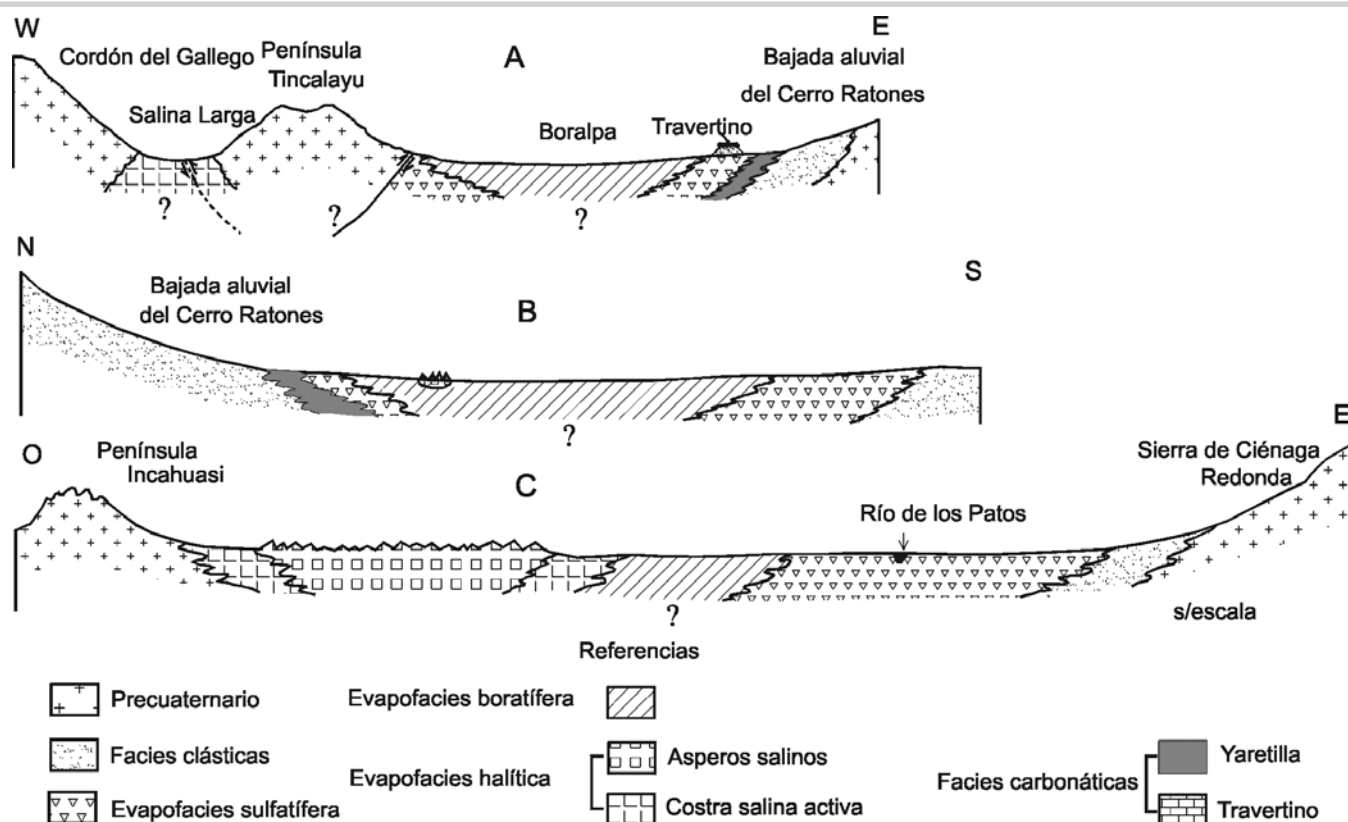 W
E
Cordón del Gallego
Península
Tincalayu
A
Bajada aluvial
del Cerro Ratones
Salina Larga
Boralpa
Travertino
?
?
?
N
S
Bajada aluvial
del Cerro Ratones
B
?
O
E
Península
Incahuasi
C
Sierra de Ciénaga
Redonda
Río de los Patos
?
s/escala
Referencias
Precuaternario
Facies clásticas
Evapofacies sulfatífera
Evapofacies boratífera
Evapofacies halítica
Asperos salinos
Costra salina activa
Facies carbonáticas
Yaretilla
Travertino